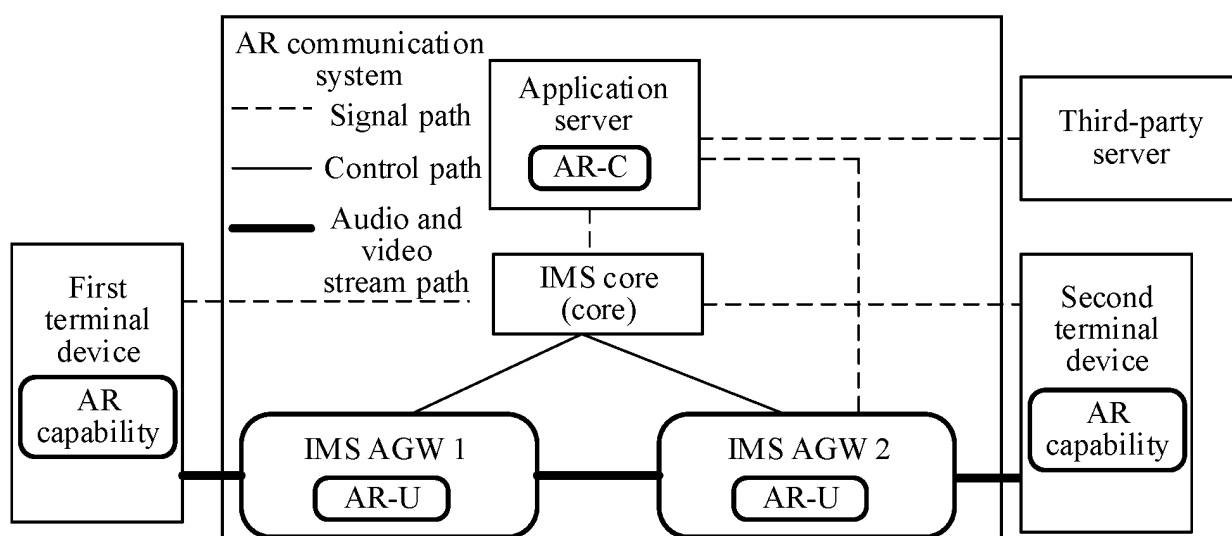 AR communication
system
Signal path
Control path
Audio and
video
stream path
Application
server
AR-C
Third-party
server
First
terminal
device
AR
capability
IMS core
(core)
Second
terminal
device
AR
capability
IMS AGW 1
AR-U
IMS AGW 2
AR-U